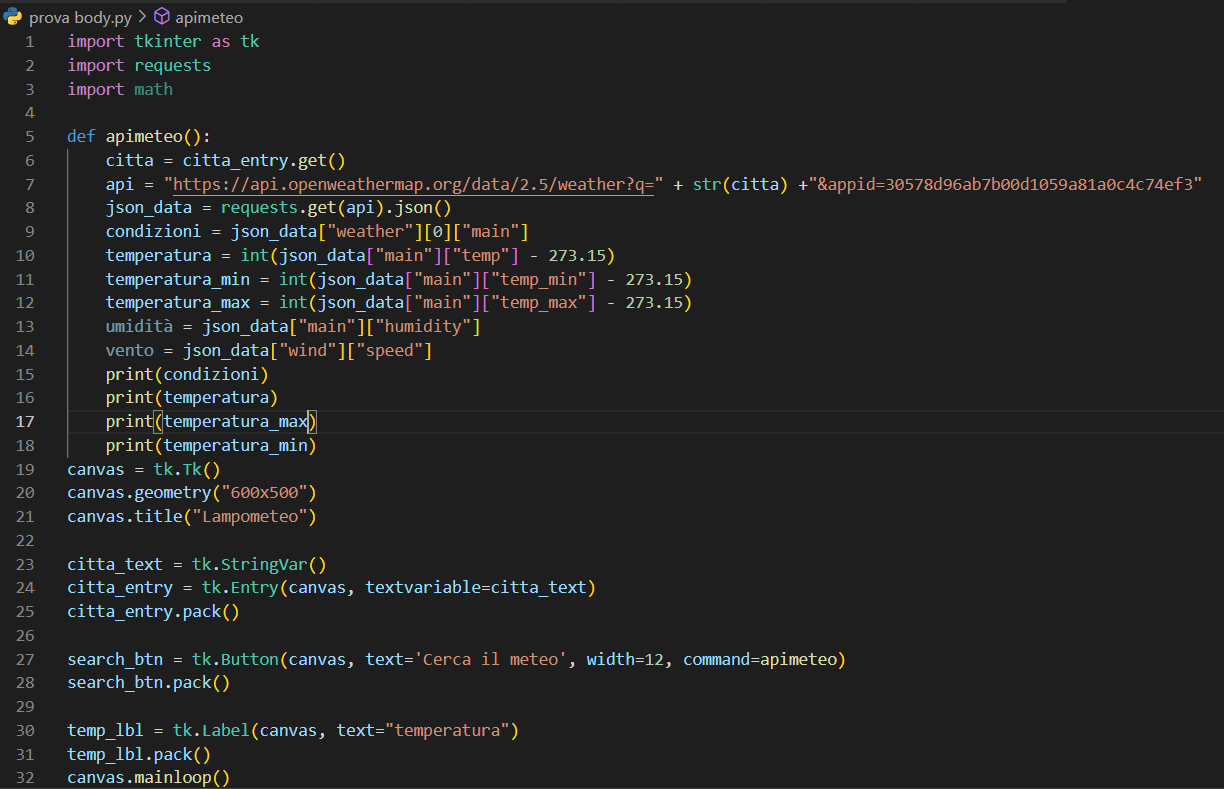 prova body.py > apimeteo
1 import tkinter as tk
2 import requests
3 import math
4
5 def apimeteo():
6     citta = citta_entry.get()
7     api = "https://api.openweathermap.org/data/2.5/weather?q=" + str(citta) +"&appid=30578d96ab7b00d1059a81a0c4c74ef3"
8     json_data = requests.get(api).json()
9     condizioni = json_data["weather"][0]["main"]
10     temperatura = int(json_data["main"]["temp"] - 273.15)
11     temperatura_min = int(json_data["main"]["temp_min"] - 273.15)
12     temperatura_max = int(json_data["main"]["temp_max"] - 273.15)
13     umidità = json_data["main"]["humidity"]
14     vento = json_data["wind"]["speed"]
15     print(condizioni)
16     print(temperatura)
17     print(temperatura_max)
18     print(temperatura_min)
19 canvas = tk.Tk()
20 canvas.geometry("600x500")
21 canvas.title("Lampometeo")
22
23 citta_text = tk.StringVar()
24 citta_entry = tk.Entry(canvas, textvariable=citta_text)
25 citta_entry.pack()
26
27 search_btn = tk.Button(canvas, text='Cerca il meteo', width=12, command=apimeteo)
28 search_btn.pack()
29
30 temp_lbl = tk.Label(canvas, text="temperatura")
31 temp_lbl.pack()
32 canvas.mainloop()